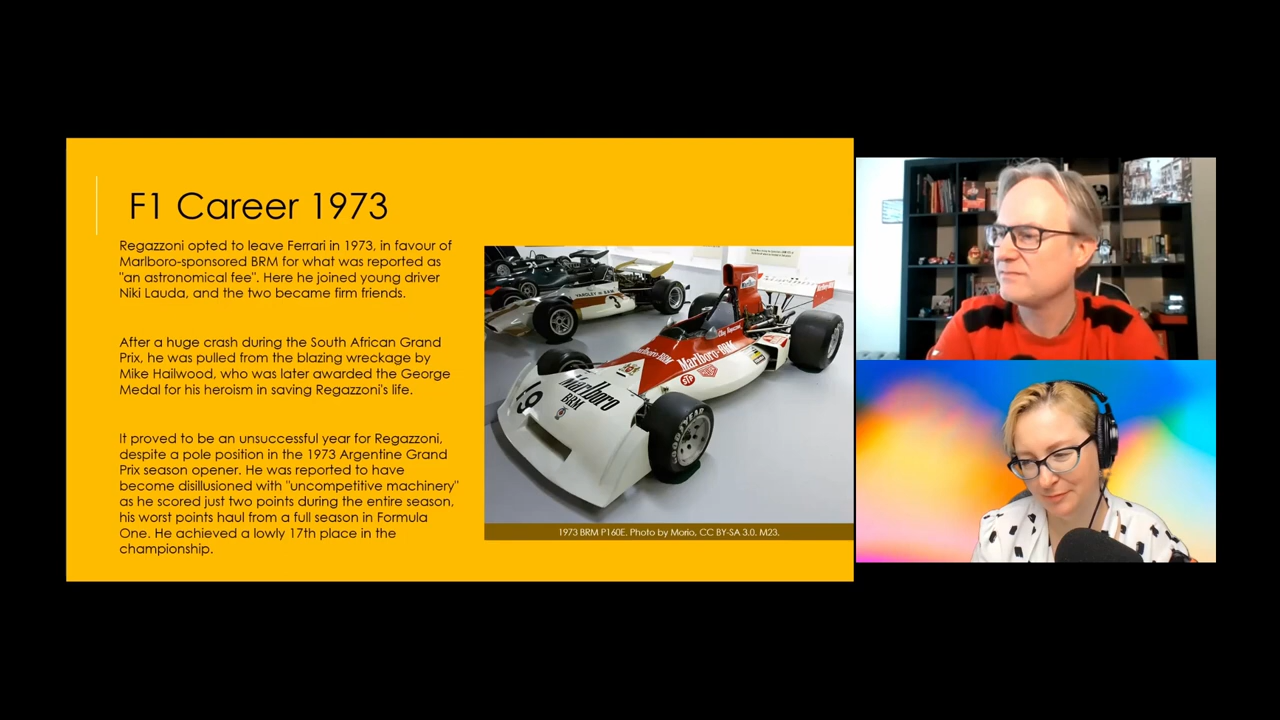 F1 Career 1973
Regazzoni opted to leave Ferrari in 1973, in favour of
Marlboro-sponsored BRM for what was reported as
"an astronomical fee". Here he joined young driver
Niki Lauda, and the two became firm friends.
After a huge crash during the South African Grand
Prix, he was pulled from the blazing wreckage by
Mike Hailwood, who was later awarded the George
Medal for his heroism in saving Regazzoni's life.
It proved to be an unsuccessful year for Regazzoni,
despite a pole position in the 1973 Argentine Grand
Prix season opener. He was reported to have
become disillusioned with "uncompetitive machinery"
as he scored just two points during the entire season,
his worst points haul from a full season in Formula
One. He achieved a lowly 17th place in the
championship.
YARDLEY
3
Marlboro
Clay Regazzoni
Marlboro-BRM
Marlboro-BRM
STP
19
Marlboro
BRM
GOODYEAR
1973 BRM P160E. Photo by Morio, CC BY-SA 3.0. M23.